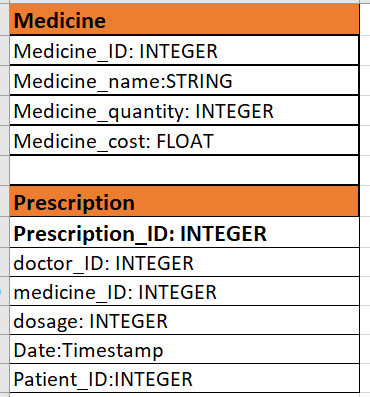 Medicine
Medicine_ID: INTEGER
Medicine_name:STRING
Medicine_quantity: INTEGER
Medicine_cost: FLOAT
Prescription
Prescription_ID: INTEGER
doctor_ID: INTEGER
medicine_ID: INTEGER
dosage: INTEGER
Date:Timestamp
Patient_ID:INTEGER